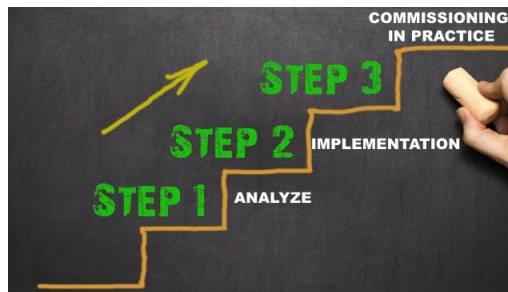 COMMISSIONING
IN PRACTICE
STEP 3
STEP 2
IMPLEMENTATION
STEP 1
ANALYZE